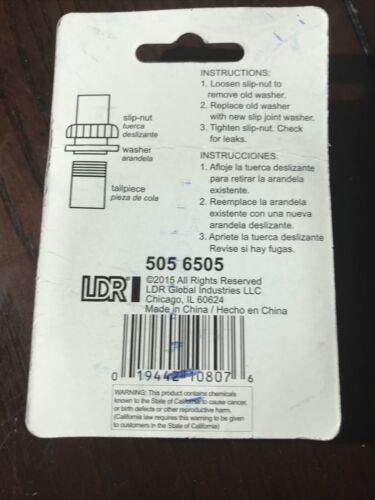 slip-nut
tuerca
deslizante
washer
arandela
tailpiece
pieza de cola
INSTRUCTIONS:
1. Loosen slip-nut to
remove old washer.
2. Replace old washer
with new slip joint washer.
3. Tighten slip-nut. Check
for leaks.
INSTRUCCIONES:
1. Afloje la tuerca deslizante
para retirar la arandela
existente.
2. Reemplace la arandela
existente con una nueva
arandela deslizante.
3. Apriete la tuerca deslizante
Revise si hay fugas.
505 6505
LDR
©2015 All Rights Reserved
LDR Global Industries LLC
Chicago, IL 60624
Made in China / Hecho en China
0 19442 10807 6
WARNING: This product contains chemicals
known to the State of California to cause cancer,
or birth defects or other reproductive harm.
(California law requires this warning to be given
to customers in the State of California)